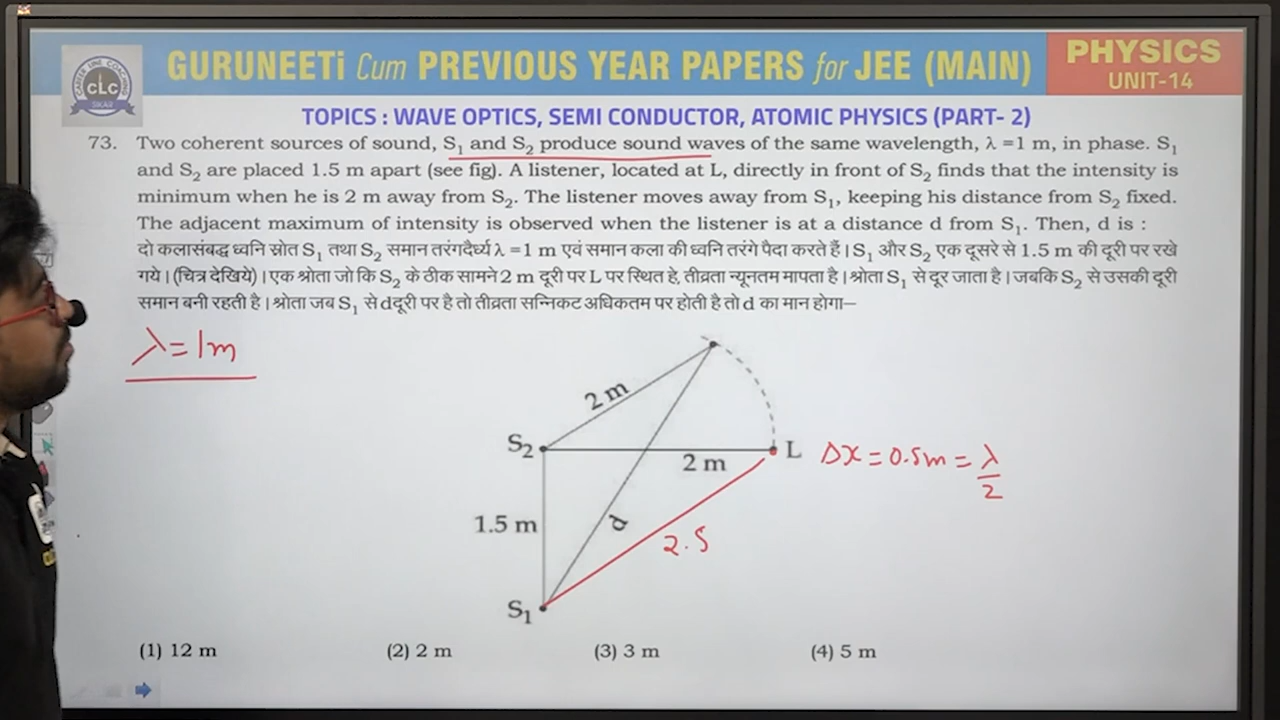 GURUNEETi Cum PREVIOUS YEAR PAPERS for JEE (MAIN)
PHYSICS
UNIT-14
CAREER LINE COACHING
CLC
SIKAR
TOPICS : WAVE OPTICS, SEMI CONDUCTOR, ATOMIC PHYSICS (PART- 2)
73. Two coherent sources of sound, S₁ and S₂ produce sound waves of the same wavelength, λ =1 m, in phase. S₁
and S₂ are placed 1.5 m apart (see fig). A listener, located at L, directly in front of S₂ finds that the intensity is
minimum when he is 2 m away from S₂. The listener moves away from S₁, keeping his distance from S₂ fixed.
The adjacent maximum of intensity is observed when the listener is at a distance d from S₁. Then, d is :
दो कलासंबद्ध ध्वनि स्रोत S₁ तथा S₂ समान तरंगदैर्ध्य λ =1 m एवं समान कला की ध्वनि तरंगे पैदा करते हैं। S₁ और S₂ एक दूसरे से 1.5 m की दूरी पर रखे
गये। (चित्र देखिये)। एक श्रोता जो कि S₂ के ठीक सामने 2 m दूरी पर L पर स्थित हे, तीव्रता न्यूनतम मापता है। श्रोता S₁ से दूर जाता है। जबकि S₂ से उसकी दूरी
समान बनी रहती है। श्रोता जब S₁ से dदूरी पर है तो तीव्रता सन्निकट अधिकतम पर होती है तो d का मान होगा–
λ = 1m
2 m
S₂
L
Δx = 0.5m = λ/2
2 m
1.5 m
d
2.5
S₁
(1) 12 m (2) 2 m (3) 3 m (4) 5 m